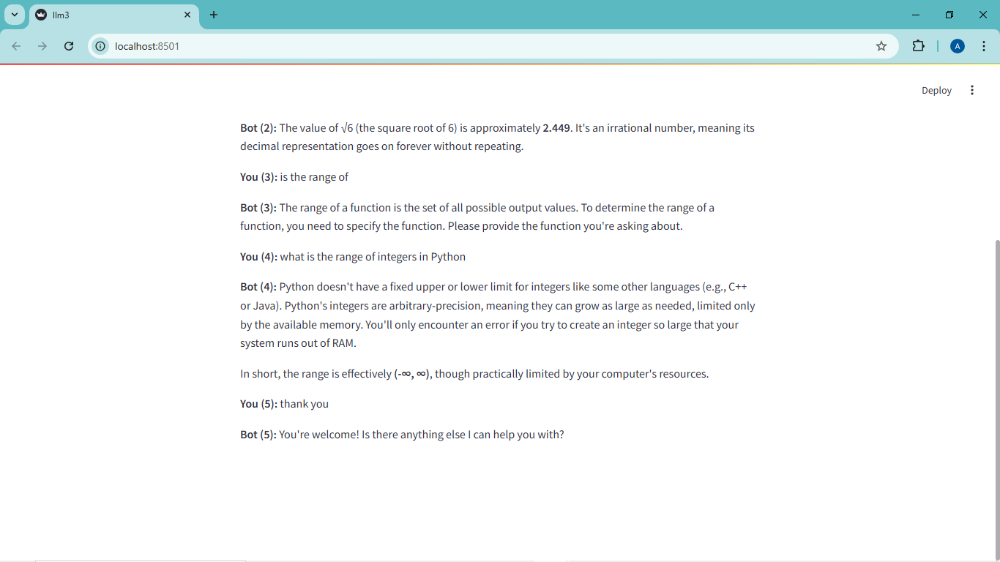 llm3
localhost:8501
A
Deploy
Bot (2): The value of √6 (the square root of 6) is approximately 2.449. It's an irrational number, meaning its
decimal representation goes on forever without repeating.
You (3): is the range of
Bot (3): The range of a function is the set of all possible output values. To determine the range of a
function, you need to specify the function. Please provide the function you're asking about.
You (4): what is the range of integers in Python
Bot (4): Python doesn't have a fixed upper or lower limit for integers like some other languages (e.g., C++
or Java). Python's integers are arbitrary-precision, meaning they can grow as large as needed, limited only
by the available memory. You'll only encounter an error if you try to create an integer so large that your
system runs out of RAM.
In short, the range is effectively (-∞, ∞), though practically limited by your computer's resources.
You (5): thank you
Bot (5): You're welcome! Is there anything else I can help you with?